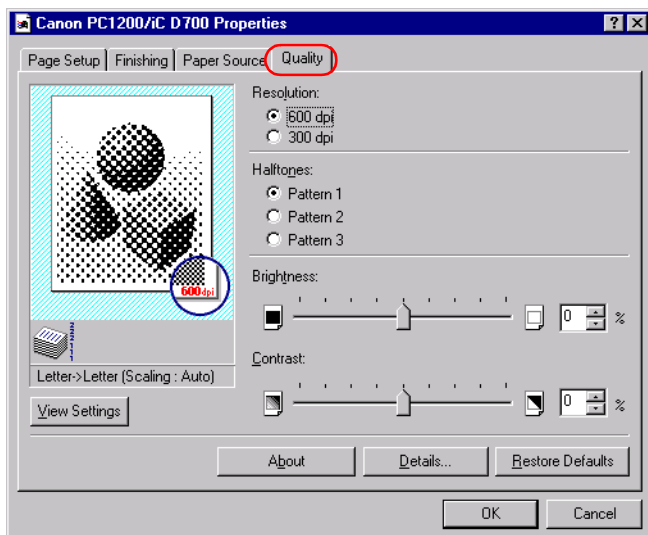 Canon PC1200/iC D700 Properties
Page Setup Finishing Paper Source Quality
Resolution:
600 dpi
300 dpi
Halftones:
Pattern 1
Pattern 2
Pattern 3
600dpi
Brightness:
0 %
Letter->Letter (Scaling : Auto)
Contrast:
0 %
View Settings
About Details... Restore Defaults
OK Cancel